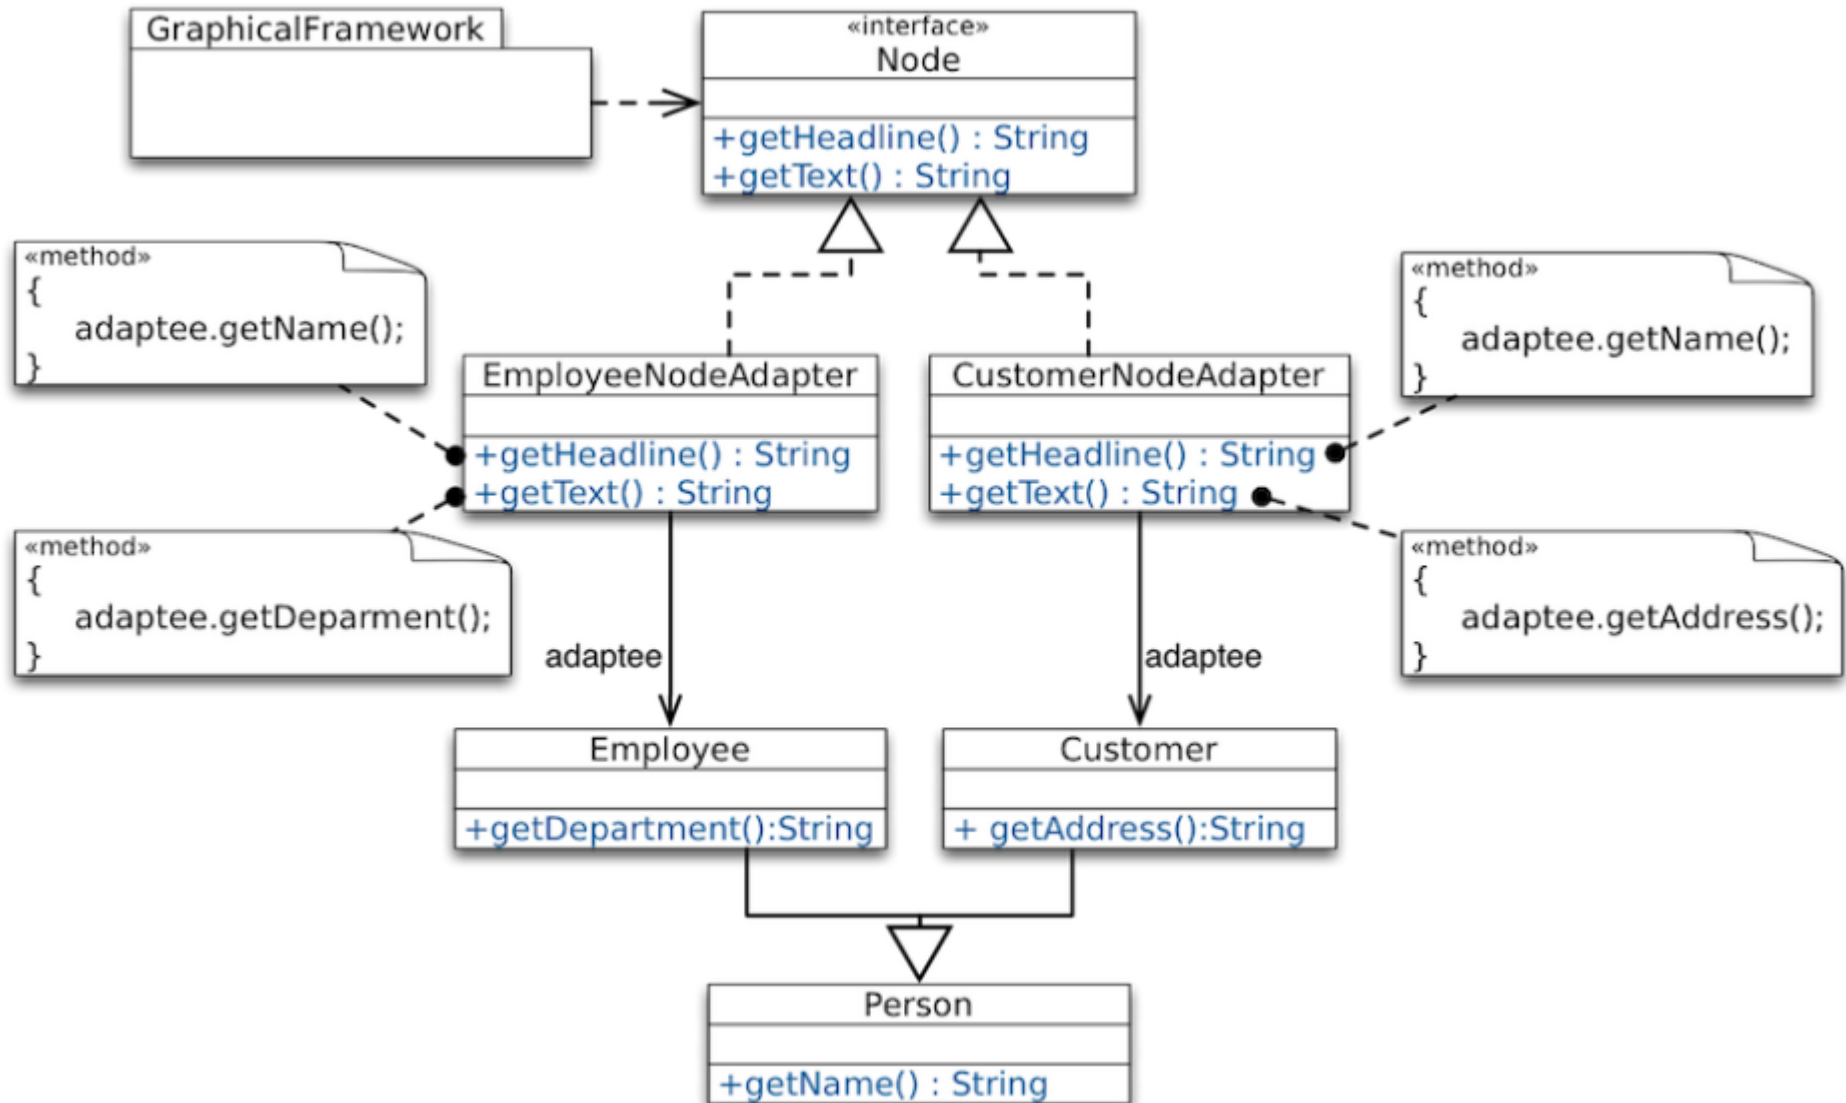 GraphicalFramework
«interface»
Node
+getHeadline() : String
+getText() : String
«method»
{
adaptee.getName();
}
«method»
{
adaptee.getName();
}
EmployeeNodeAdapter
+getHeadline() : String
+getText() : String
CustomerNodeAdapter
+getHeadline() : String
+getText() : String
«method»
{
adaptee.getDeparment();
}
«method»
{
adaptee.getAddress();
}
adaptee
adaptee
Employee
+getDepartment():String
Customer
+ getAddress():String
Person
+getName() : String